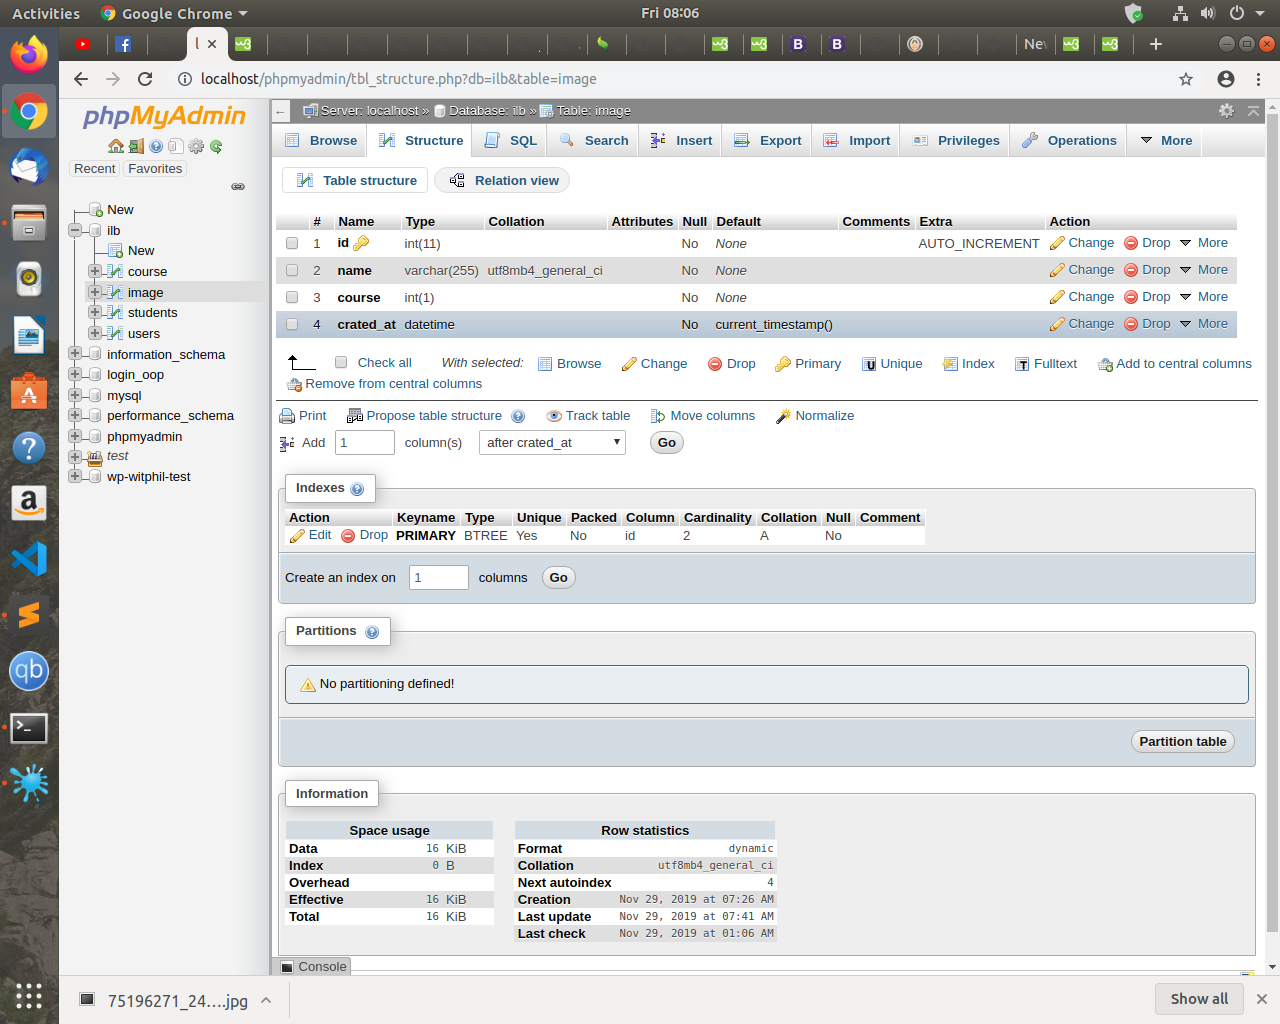 Activities Google Chrome Fri 08:06
localhost/phpmyadmin/tbl_structure.php?db=ilb&table=image
phpMyAdmin
Recent Favorites
New
ilb
New
course
image
students
users
information_schema
login_oop
mysql
performance_schema
phpmyadmin
test
wp-witphil-test
Server: localhost » Database: ilb » Table: image
Browse Structure SQL Search Insert Export Import Privileges Operations More
Table structure Relation view
# Name Type Collation Attributes Null Default Comments Extra Action
1 id int(11) No None AUTO_INCREMENT Change Drop More
2 name varchar(255) utf8mb4_general_ci No None Change Drop More
3 course int(1) No None Change Drop More
4 crated_at datetime No current_timestamp() Change Drop More
Check all With selected: Browse Change Drop Primary Unique Index Fulltext Add to central columns
Remove from central columns
Print Propose table structure Track table Move columns Normalize
Add 1 column(s) after crated_at Go
Indexes
Action Keyname Type Unique Packed Column Cardinality Collation Null Comment
Edit Drop PRIMARY BTREE Yes No id 2 A No
Create an index on 1 columns Go
Partitions
No partitioning defined!
Partition table
Information
Space usage
Data 16 KiB
Index 0 B
Overhead
Effective 16 KiB
Total 16 KiB
Row statistics
Format dynamic
Collation utf8mb4_general_ci
Next autoindex 4
Creation Nov 29, 2019 at 07:26 AM
Last update Nov 29, 2019 at 07:41 AM
Last check Nov 29, 2019 at 01:06 AM
Console
75196271_24....jpg Show all